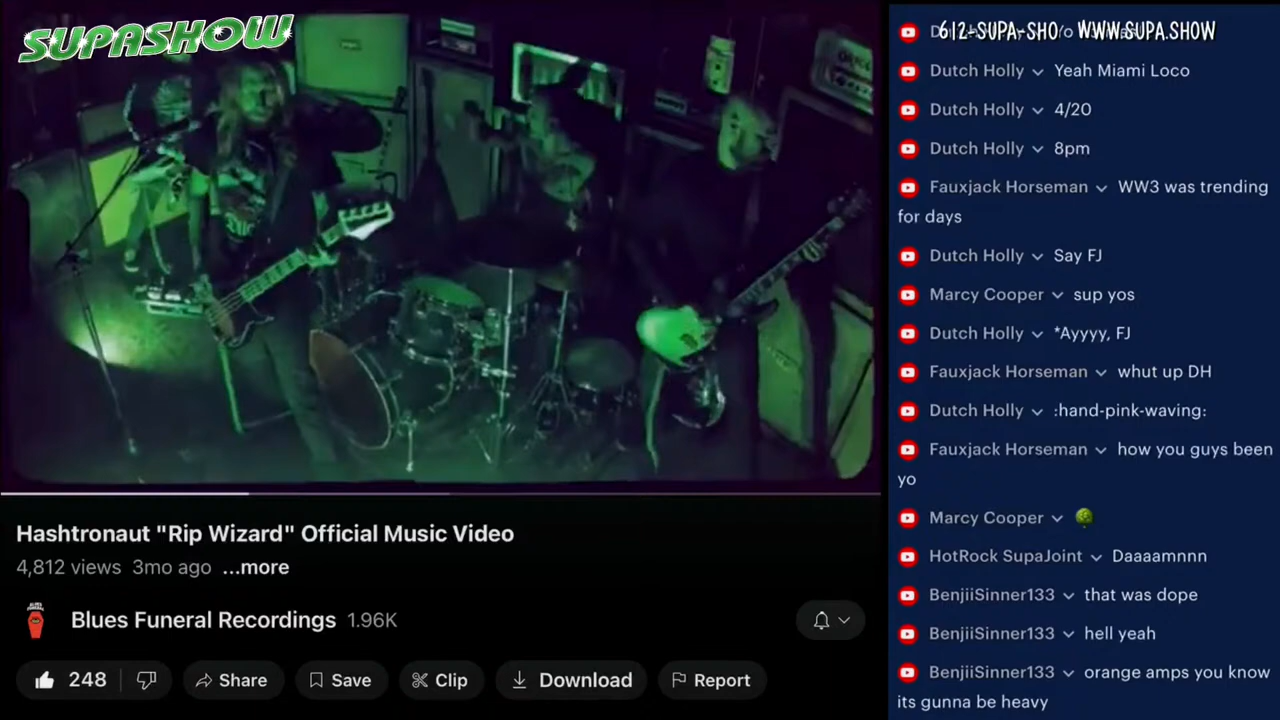 SUPASHOW
612-SUPA-SHO WWW.SUPA.SHOW
Dutch Holly Yeah Miami Loco
Dutch Holly 4/20
Dutch Holly 8pm
Fauxjack Horseman WW3 was trending
for days
Dutch Holly Say FJ
Marcy Cooper sup yos
Dutch Holly *Ayyyy, FJ
Fauxjack Horseman whut up DH
Dutch Holly :hand-pink-waving:
Fauxjack Horseman how you guys been
yo
Marcy Cooper
HotRock SupaJoint Daaaamnnn
BenjiiSinner133 that was dope
BenjiiSinner133 hell yeah
BenjiiSinner133 orange amps you know
its gunna be heavy
Hashtronaut "Rip Wizard" Official Music Video
4,812 views 3mo ago ...more
Blues Funeral Recordings 1.96K
248 Share Save Clip Download Report